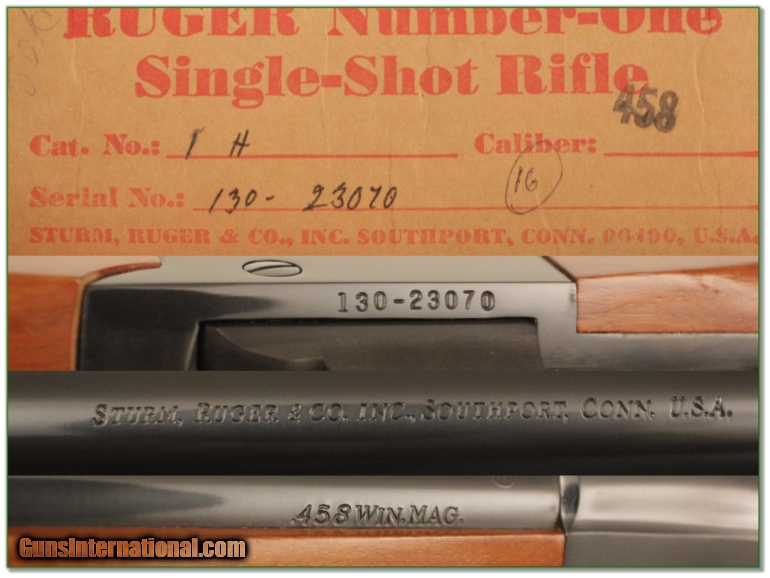 RUGER Number-One
Single-Shot Rifle
458
Cat. No.: 1 H Caliber:
16
Serial No.: 130- 23070
STURM, RUGER & CO., INC. SOUTHPORT, CONN. 06490, U.S.A.
130-23070
STURM, RUGER & CO. INC., SOUTHPORT, CONN. U.S.A.
.458 WIN. MAG.
GunsInternational.com